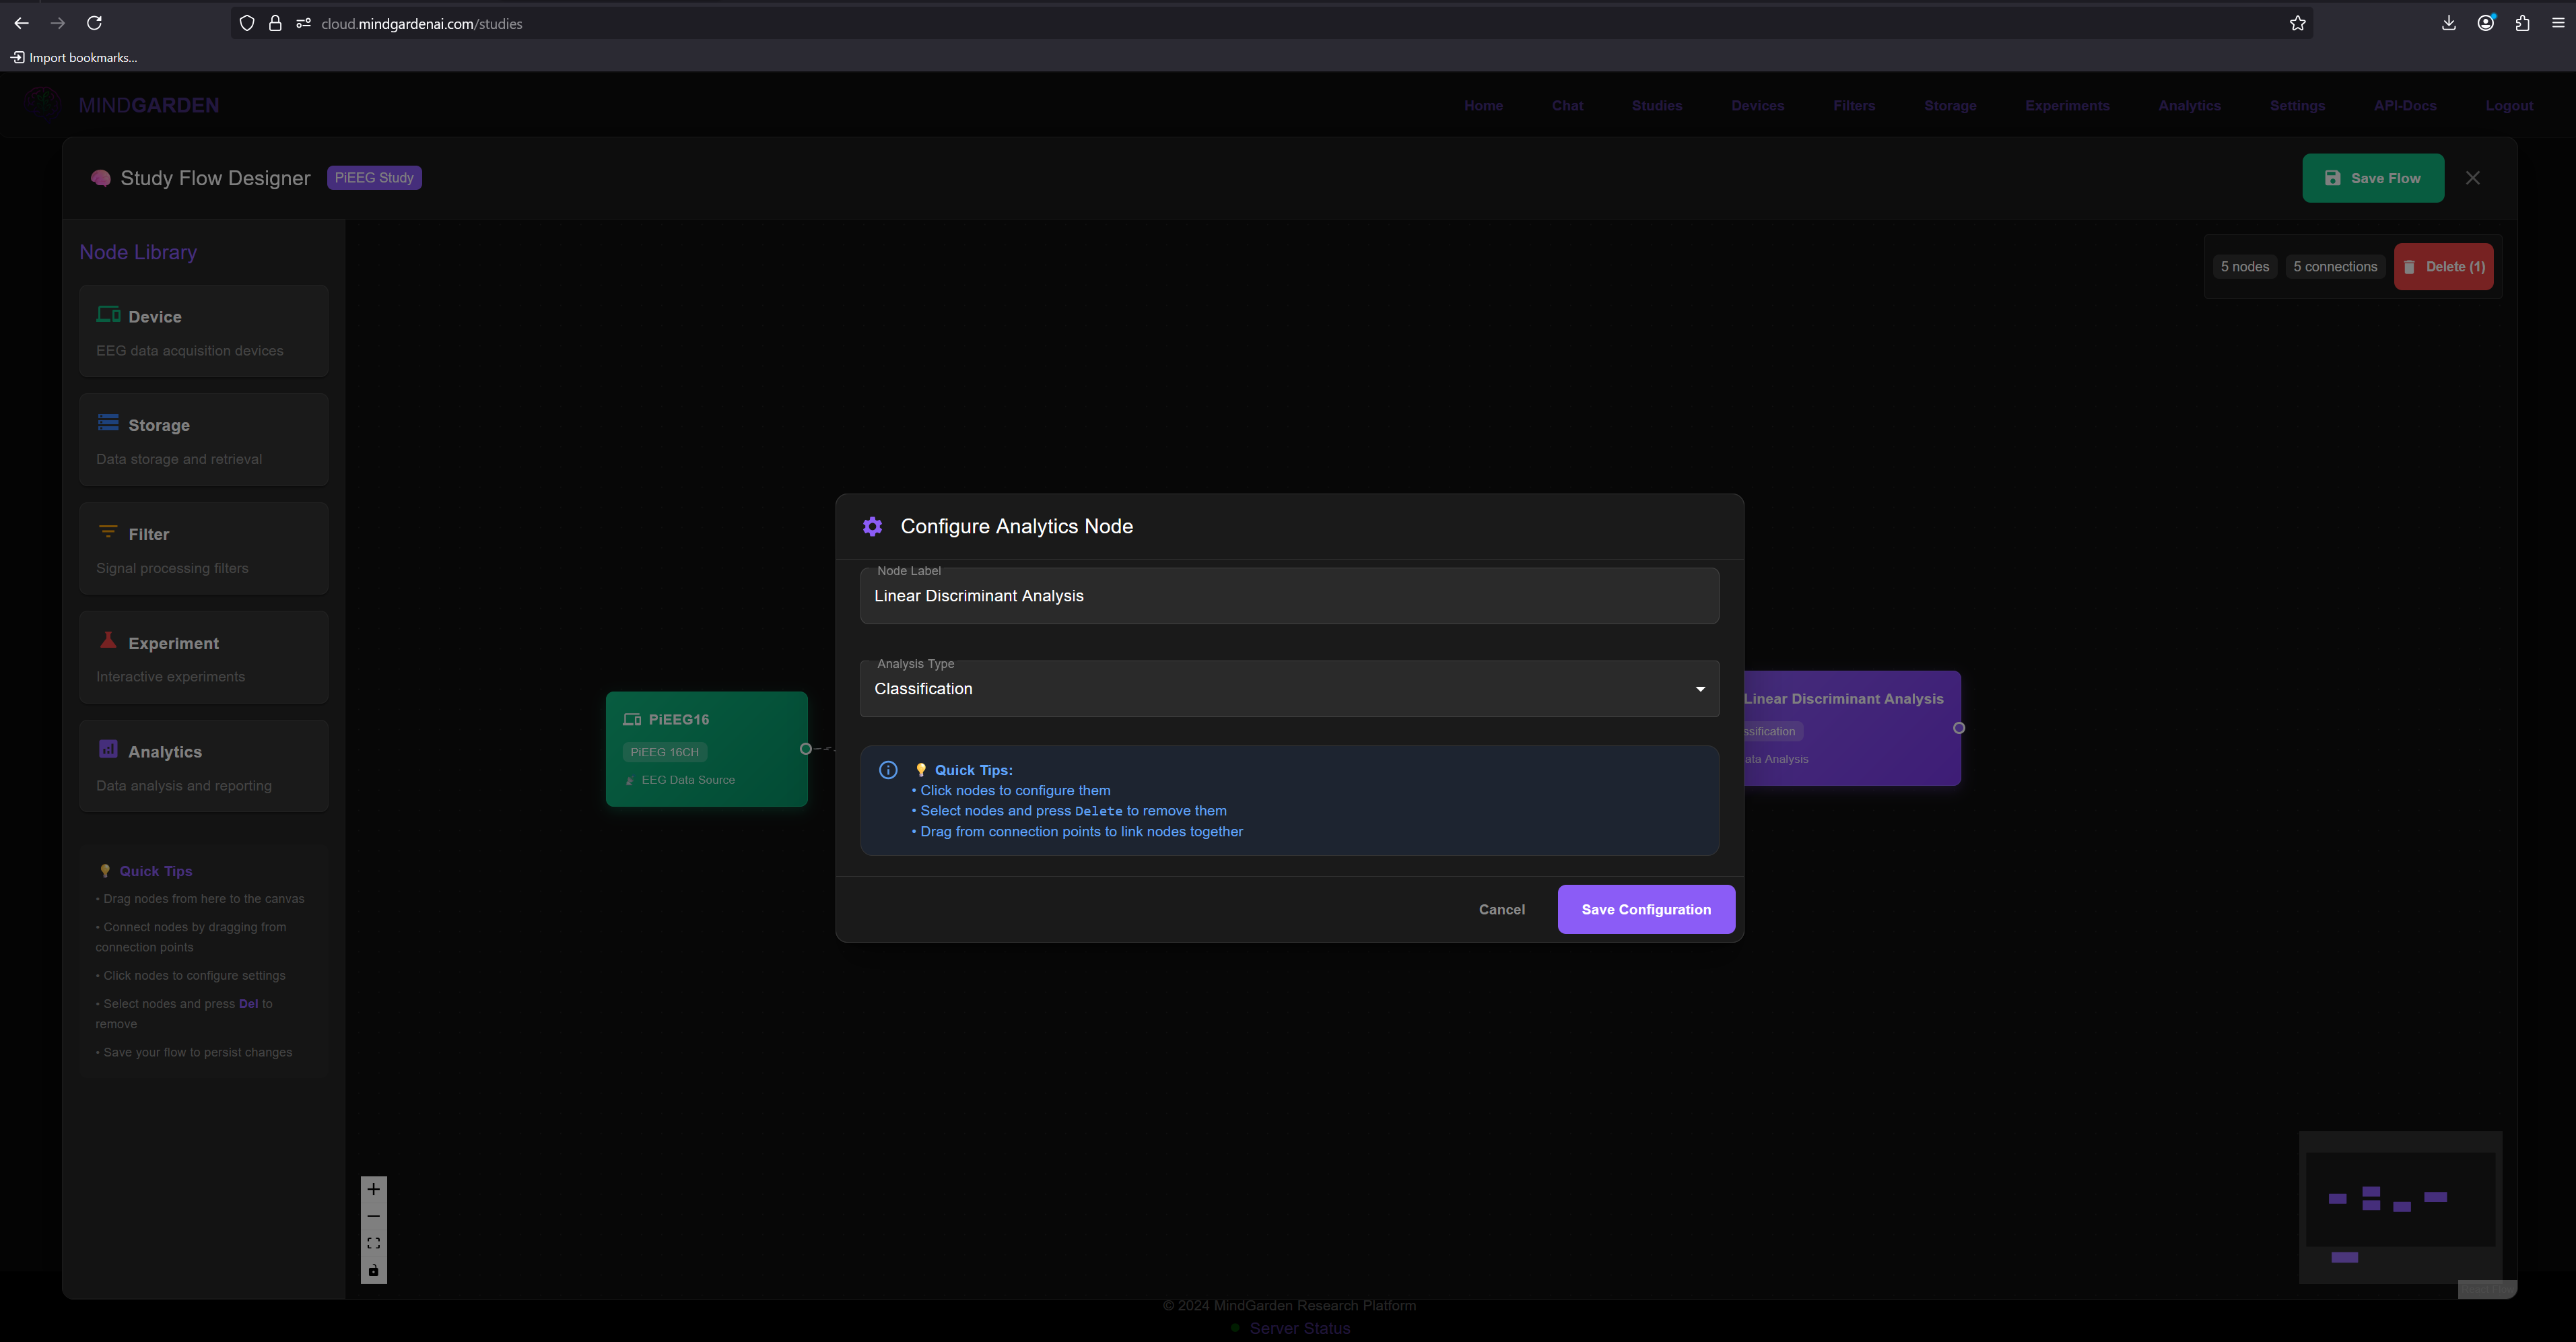 cloud.mindgardenai.com/studies
Import bookmarks...
MINDGARDEN
Home
Chat
Studies
Devices
Filters
Storage
Experiments
Analytics
Settings
API-Docs
Logout
Study Flow Designer
PiEEG Study
Save Flow
Node Library
Device
EEG data acquisition devices
Storage
Data storage and retrieval
Filter
Signal processing filters
Experiment
Interactive experiments
Analytics
Data analysis and reporting
Quick Tips
• Drag nodes from here to the canvas
• Connect nodes by dragging from
connection points
• Click nodes to configure settings
• Select nodes and press Del to
remove
• Save your flow to persist changes
5 nodes
5 connections
Delete (1)
PiEEG16
PiEEG 16CH
EEG Data Source
Configure Analytics Node
Node Label
Linear Discriminant Analysis
Analysis Type
Classification
Quick Tips:
• Click nodes to configure them
• Select nodes and press Delete to remove them
• Drag from connection points to link nodes together
Cancel
Save Configuration
Linear Discriminant Analysis
ssification
ata Analysis
© 2024 MindGarden Research Platform
Server Status